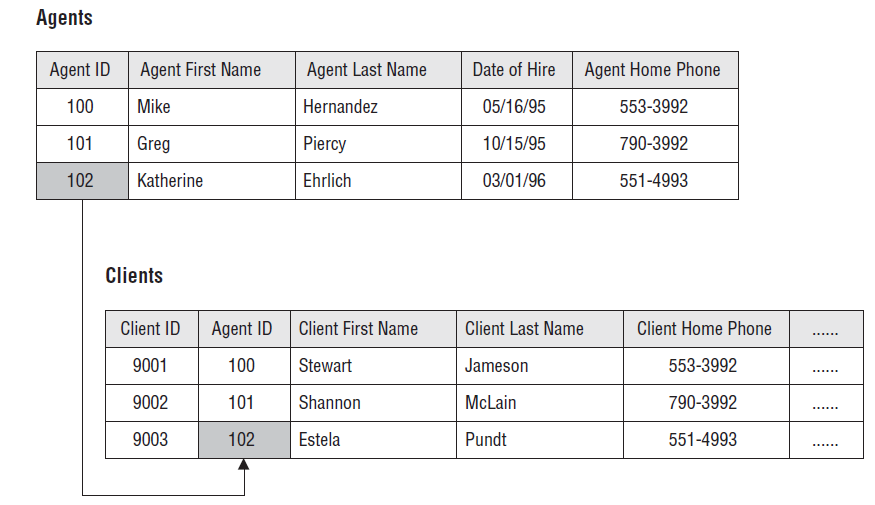 Agents
Agent ID Agent First Name Agent Last Name Date of Hire Agent Home Phone
100 Mike Hernandez 05/16/95 553-3992
101 Greg Piercy 10/15/95 790-3992
102 Katherine Ehrlich 03/01/96 551-4993
Clients
Client ID Agent ID Client First Name Client Last Name Client Home Phone ......
9001 100 Stewart Jameson 553-3992 ......
9002 101 Shannon McLain 790-3992 ......
9003 102 Estela Pundt 551-4993 ......